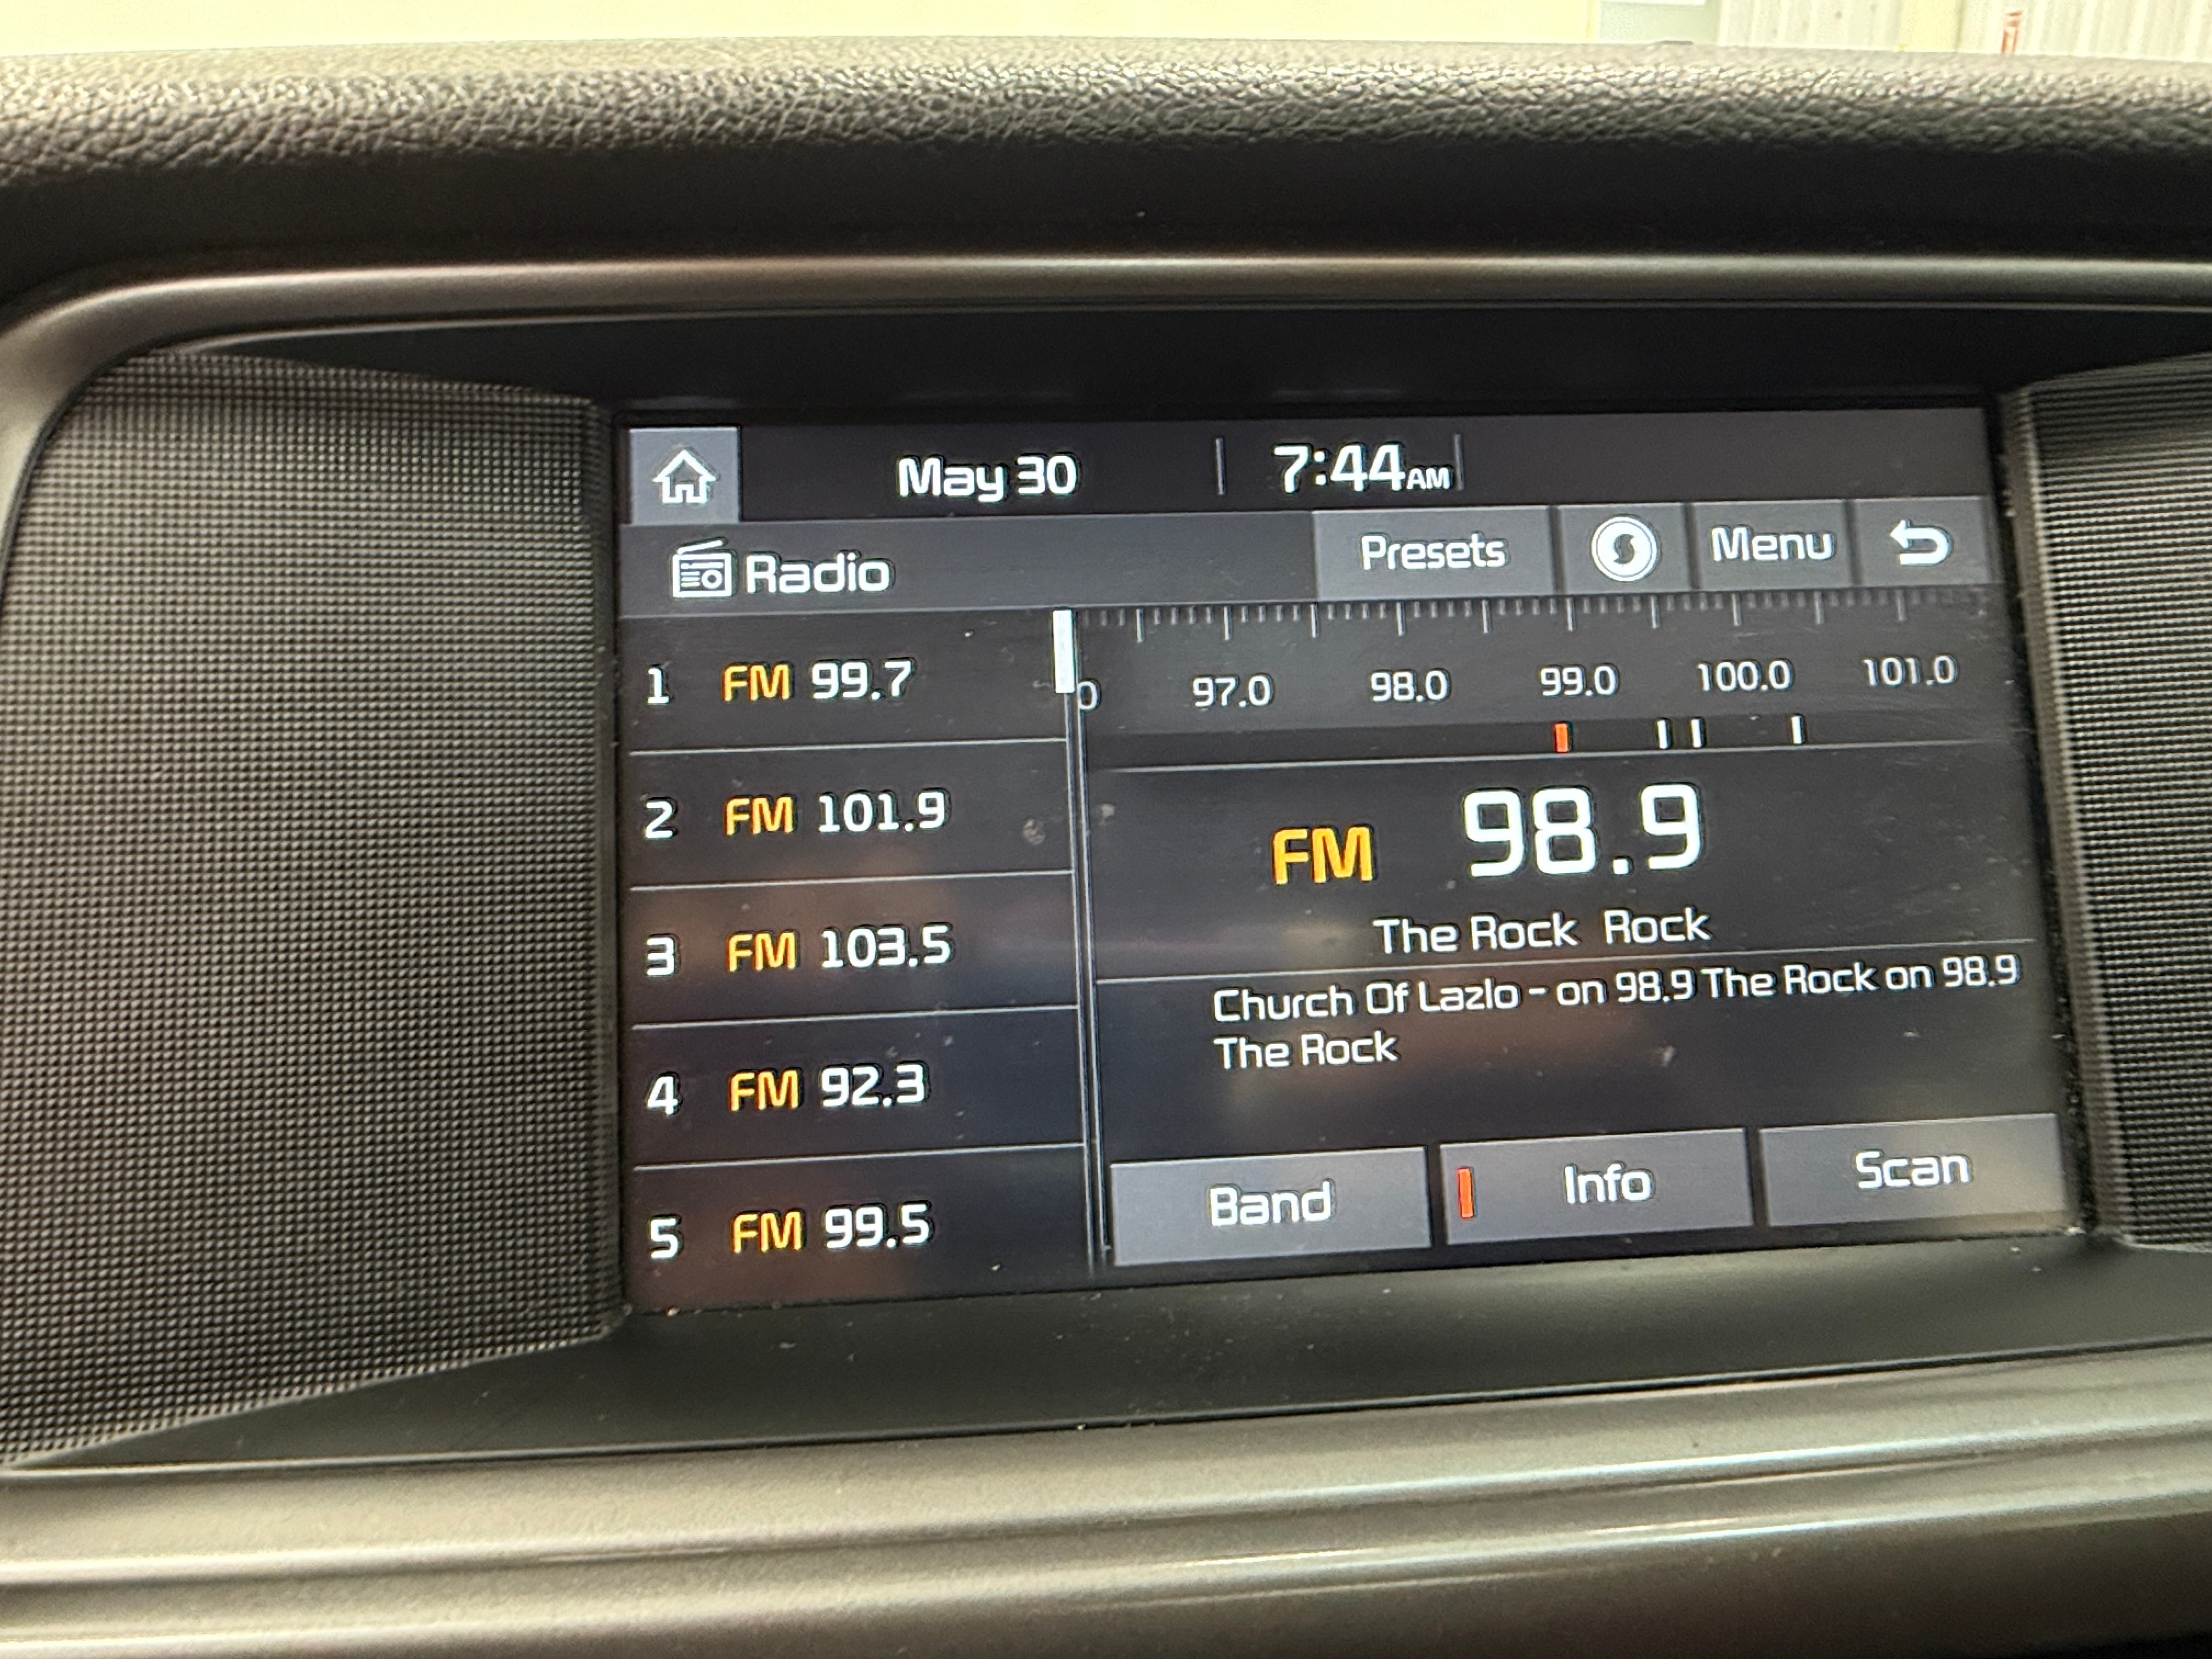 May 30 7:44 AM
Radio Presets Menu
1 FM 99.7
2 FM 101.9
3 FM 103.5
4 FM 92.3
5 FM 99.5
0 97.0 98.0 99.0 100.0 101.0
FM 98.9
The Rock Rock
Church Of Lazlo - on 98.9 The Rock on 98.9
The Rock
Band Info Scan